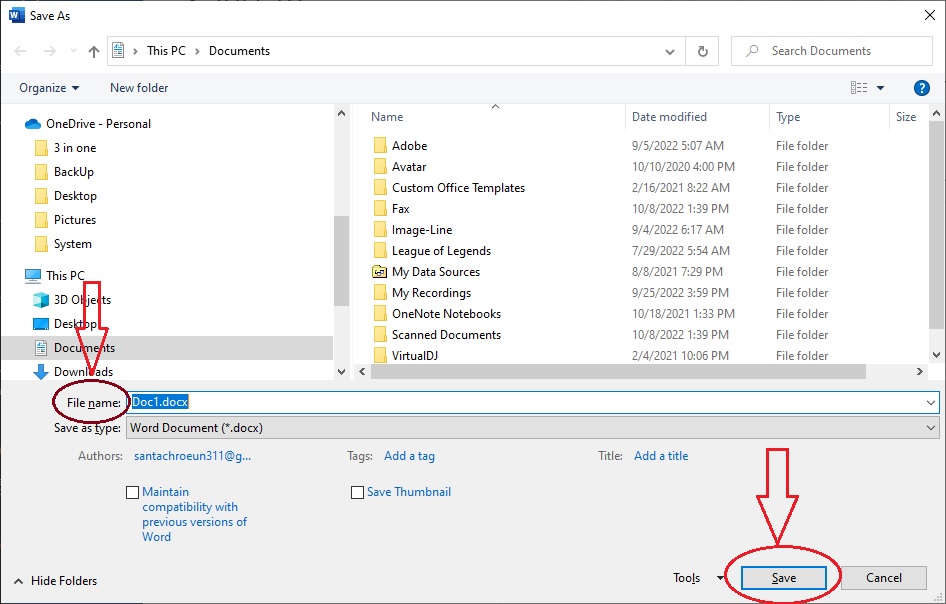 Save As
This PC > Documents
Search Documents
Organize
New folder
?
OneDrive - Personal
3 in one
BackUp
Desktop
Pictures
System
This PC
3D Objects
Desktop
Documents
Downloads
Name Date modified Type Size
Adobe 9/5/2022 5:07 AM File folder
Avatar 10/10/2020 4:00 PM File folder
Custom Office Templates 2/16/2021 8:22 AM File folder
Fax 10/8/2022 1:39 PM File folder
Image-Line 9/4/2022 6:17 AM File folder
League of Legends 7/29/2022 5:54 AM File folder
My Data Sources 8/8/2021 7:29 PM File folder
My Recordings 9/25/2022 3:59 PM File folder
OneNote Notebooks 10/18/2021 1:33 PM File folder
Scanned Documents 10/8/2022 1:39 PM File folder
VirtualDJ 2/4/2021 10:06 PM File folder
File name: Doc1.docx
Save as type: Word Document (*.docx)
Authors: santachroeun311@g... Tags: Add a tag Title: Add a title
Maintain
compatibility with
previous versions of
Word
Save Thumbnail
Hide Folders
Tools
Save
Cancel